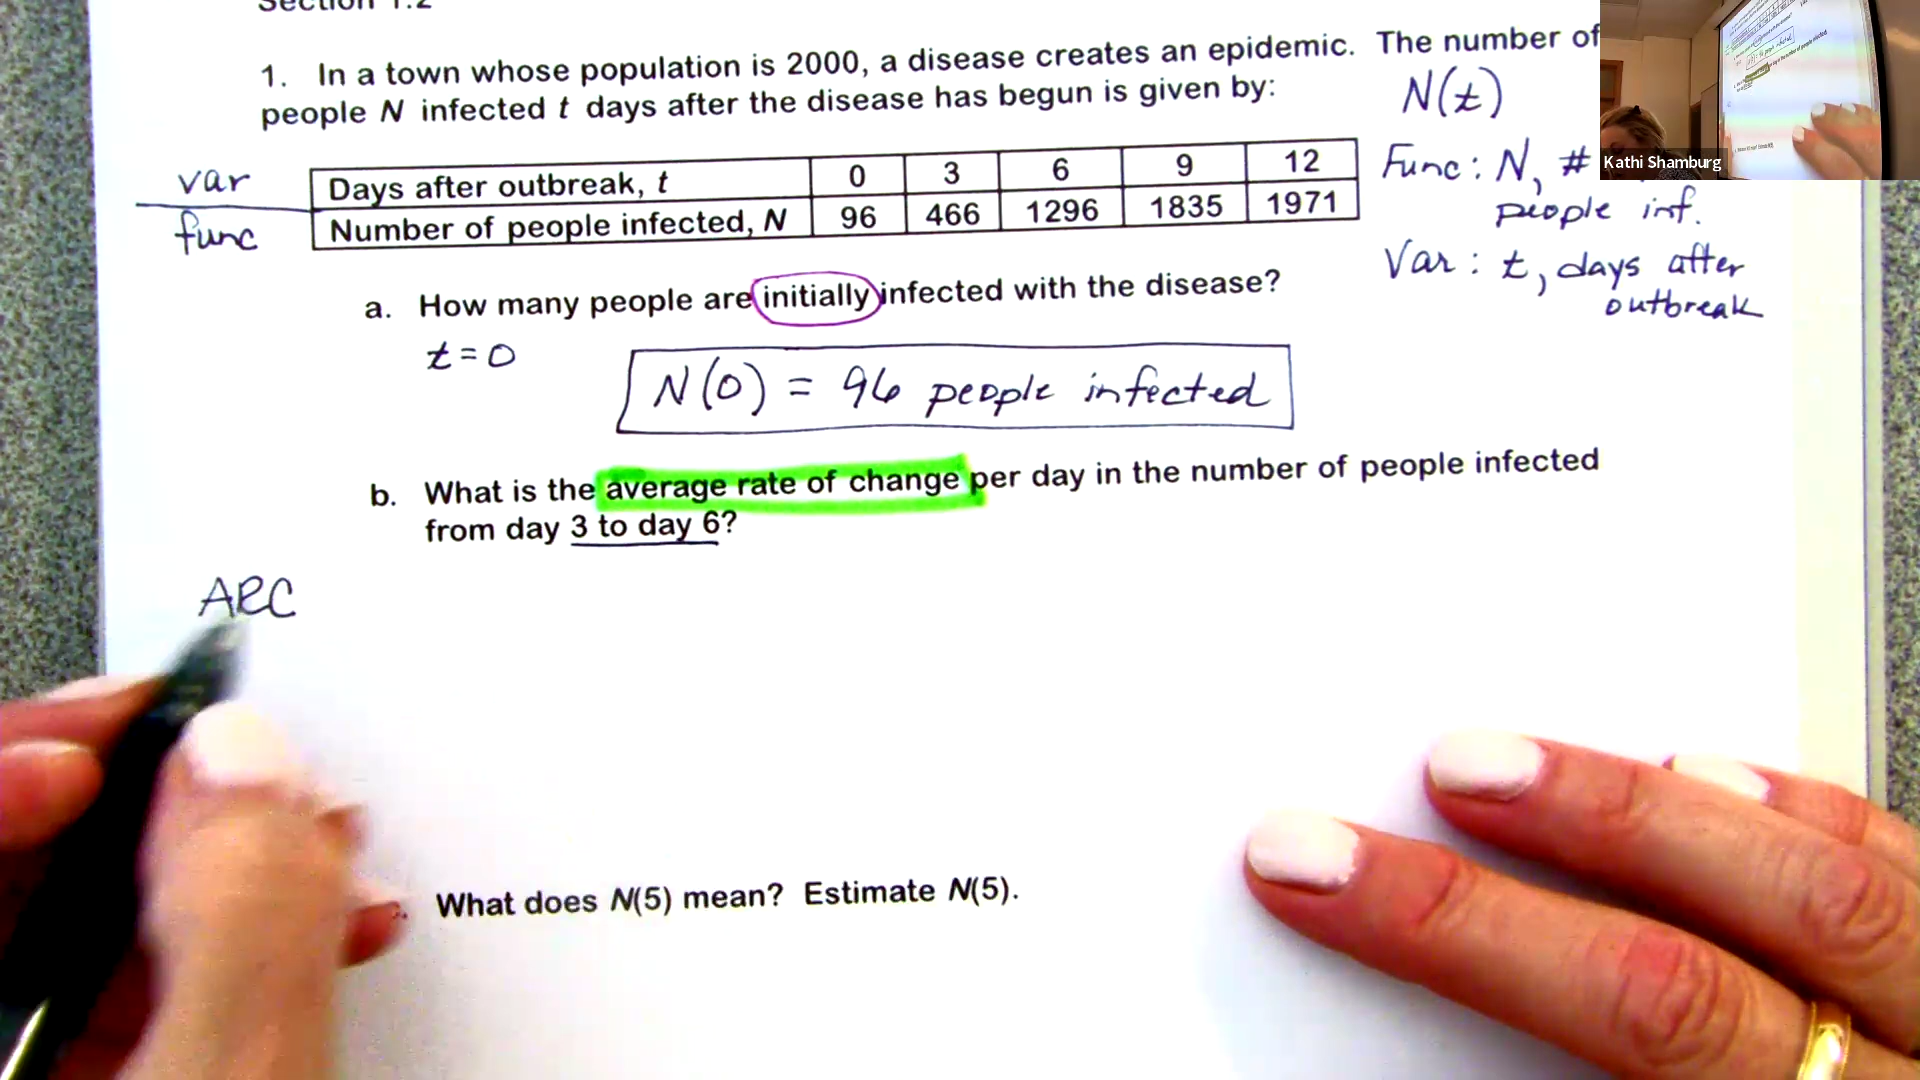 Section 1.2
1. In a town whose population is 2000, a disease creates an epidemic. The number of
people N infected t days after the disease has begun is given by:
N(t)
var
func
Days after outbreak, t 0 3 6 9 12
Number of people infected, N 96 466 1296 1835 1971
Func: N, #
people inf.
Var: t, days after
outbreak
Kathi Shamburg
a. How many people are initially infected with the disease?
t = 0
N(0) = 96 people infected
b. What is the average rate of change per day in the number of people infected
from day 3 to day 6?
ARC
What does N(5) mean? Estimate N(5).